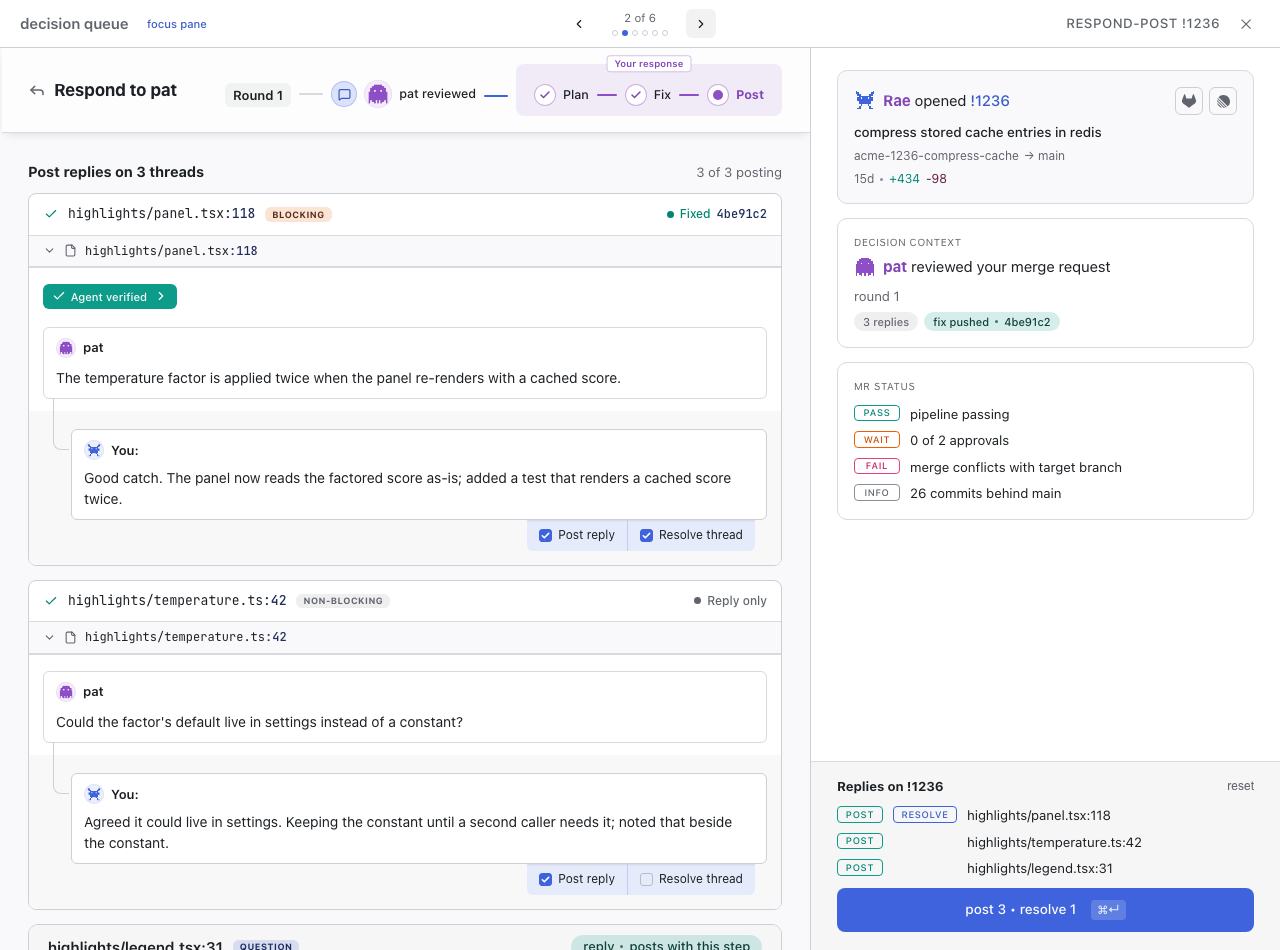 decision queue focus pane
2 of 6
RESPOND-POST !1236
Respond to pat
Round 1
pat reviewed
Your response
Plan
Fix
Post
Post replies on 3 threads
3 of 3 posting
highlights/panel.tsx:118 BLOCKING
Fixed 4be91c2
highlights/panel.tsx:118
Agent verified
pat
The temperature factor is applied twice when the panel re-renders with a cached score.
You:
Good catch. The panel now reads the factored score as-is; added a test that renders a cached score
twice.
Post reply
Resolve thread
highlights/temperature.ts:42 NON-BLOCKING
Reply only
highlights/temperature.ts:42
pat
Could the factor's default live in settings instead of a constant?
You:
Agreed it could live in settings. Keeping the constant until a second caller needs it; noted that beside
the constant.
Post reply
Resolve thread
highlights/legend.tsx:31 QUESTION
reply • posts with this step
Rae opened !1236
compress stored cache entries in redis
acme-1236-compress-cache → main
15d • +434 -98
DECISION CONTEXT
pat reviewed your merge request
round 1
3 replies
fix pushed • 4be91c2
MR STATUS
PASS pipeline passing
WAIT 0 of 2 approvals
FAIL merge conflicts with target branch
INFO 26 commits behind main
Replies on !1236
reset
POST RESOLVE highlights/panel.tsx:118
POST highlights/temperature.ts:42
POST highlights/legend.tsx:31
post 3 • resolve 1 ⌘↵